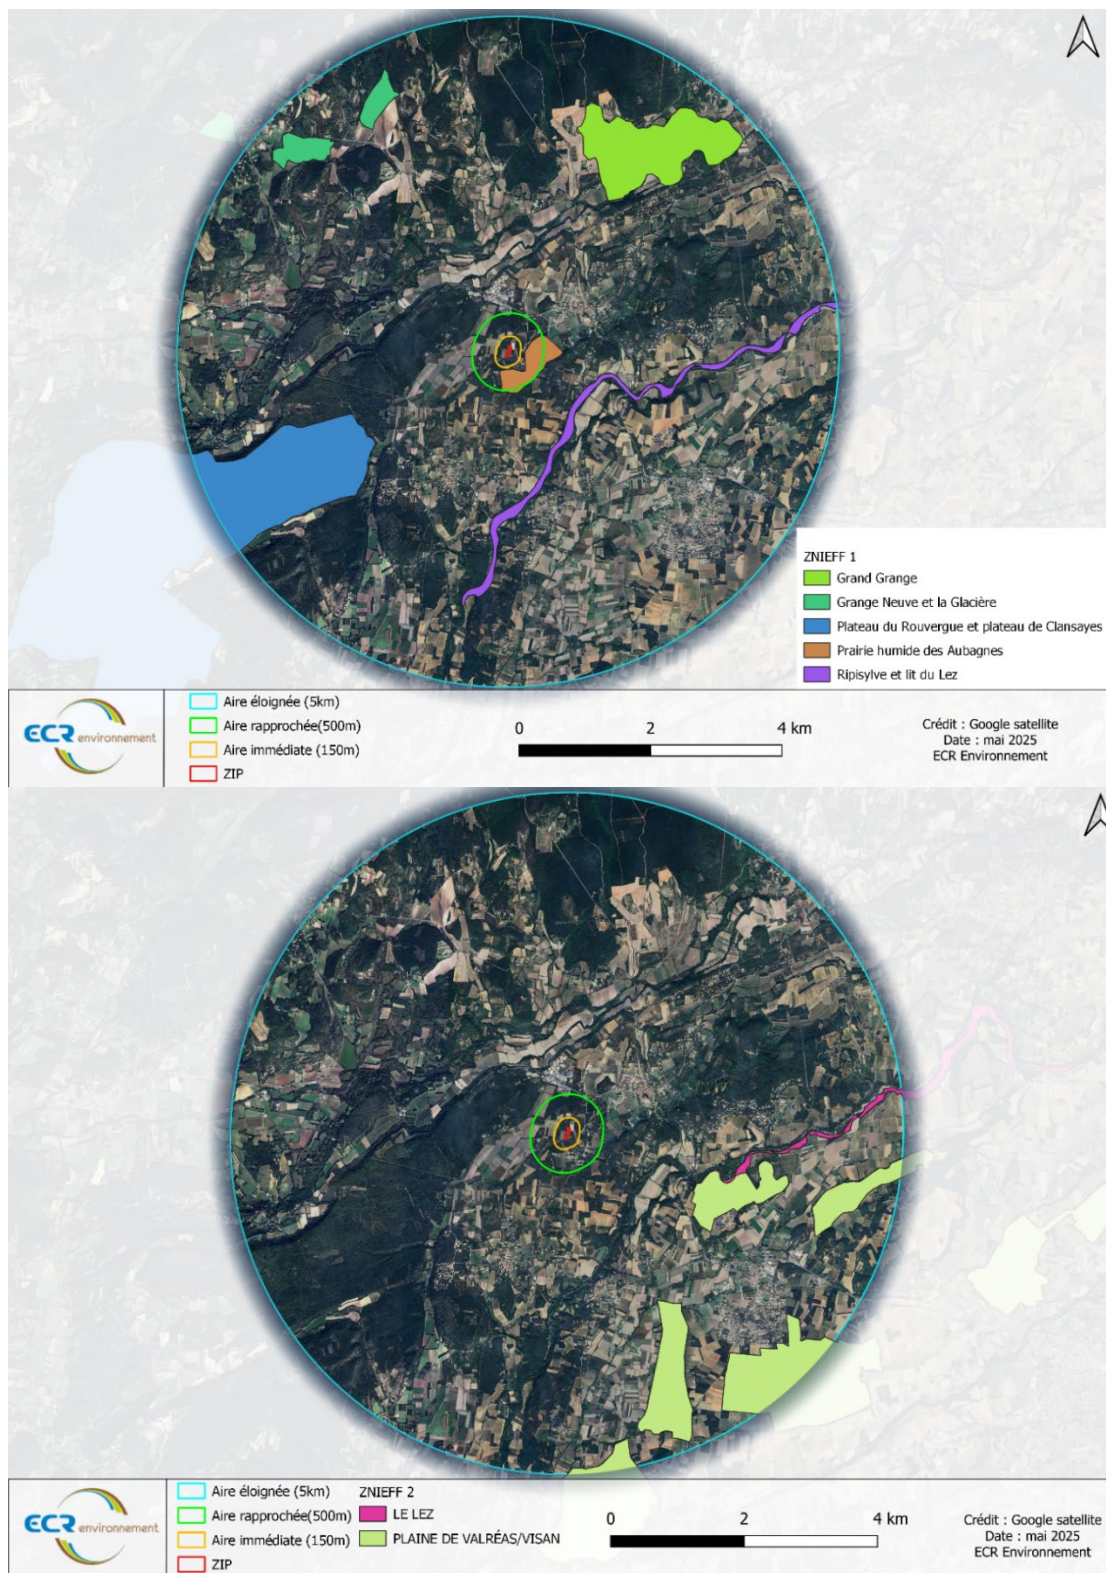 ZNIEFF 1
Grand Grange
Grange Neuve et la Glacière
Plateau du Rouvergue et plateau de Clansayes
Prairie humide des Aubagnes
Ripisylve et lit du Lez
ECR environnement
Aire éloignée (5km)
Aire rapprochée(500m)
Aire immédiate (150m)
ZIP
0 2 4 km
Crédit : Google satellite
Date : mai 2025
ECR Environnement
ECR environnement
Aire éloignée (5km)
Aire rapprochée(500m)
Aire immédiate (150m)
ZIP
ZNIEFF 2
LE LEZ
PLAINE DE VALRÉAS/VISAN
0 2 4 km
Crédit : Google satellite
Date : mai 2025
ECR Environnement